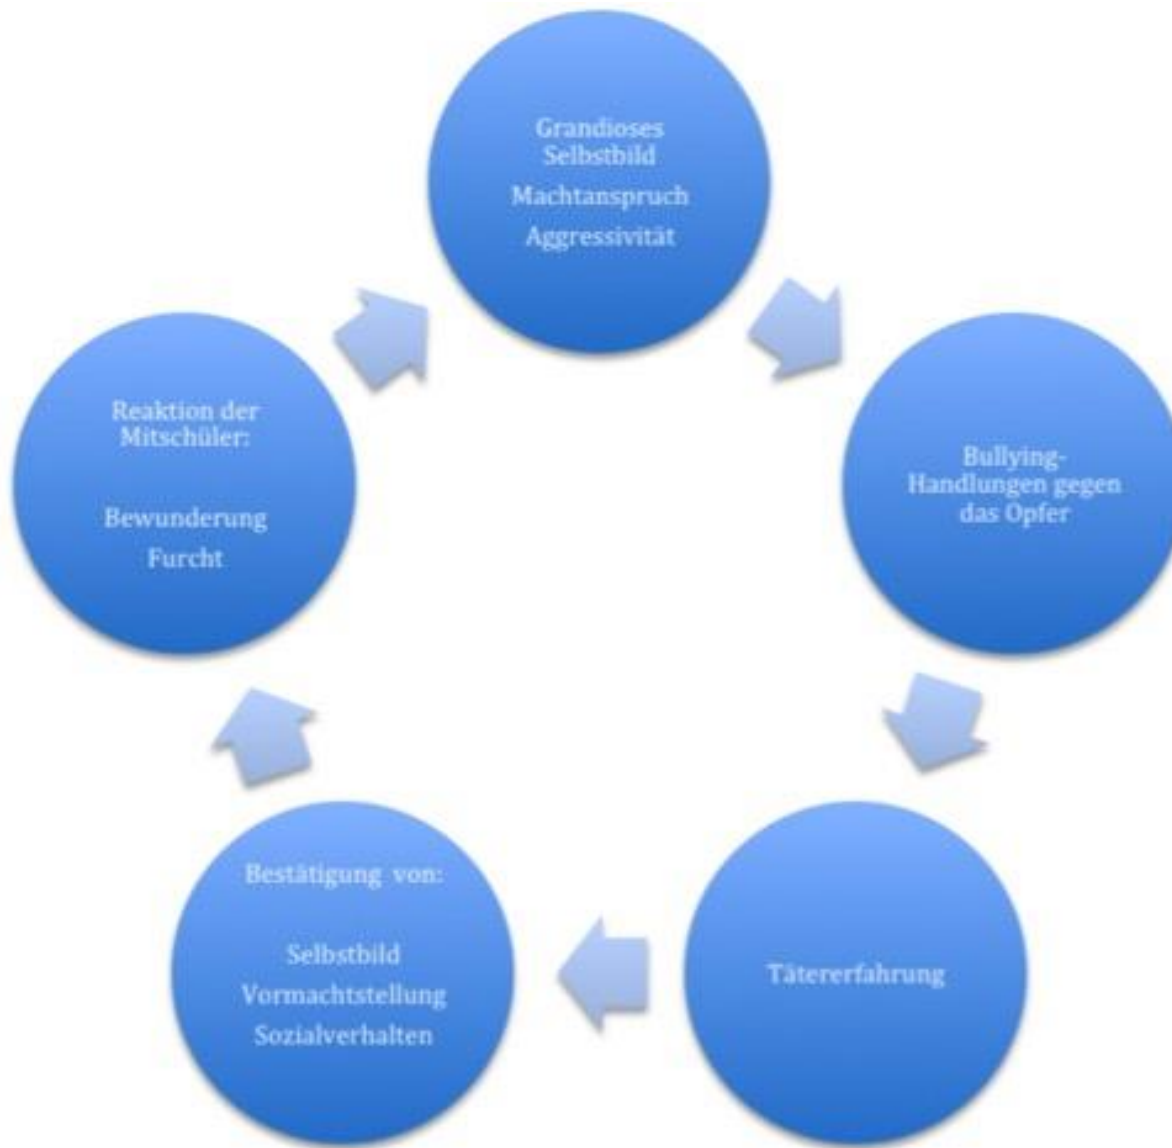 Grandioses
Selbstbild
Machtanspruch
Aggressivität
Bullying-
Handlungen gegen
das Opfer
Tätererfahrung
Bestätigung von:
Selbstbild
Vormachtstellung
Sozialverhalten
Reaktion der
Mitschüler:
Bewunderung
Furcht